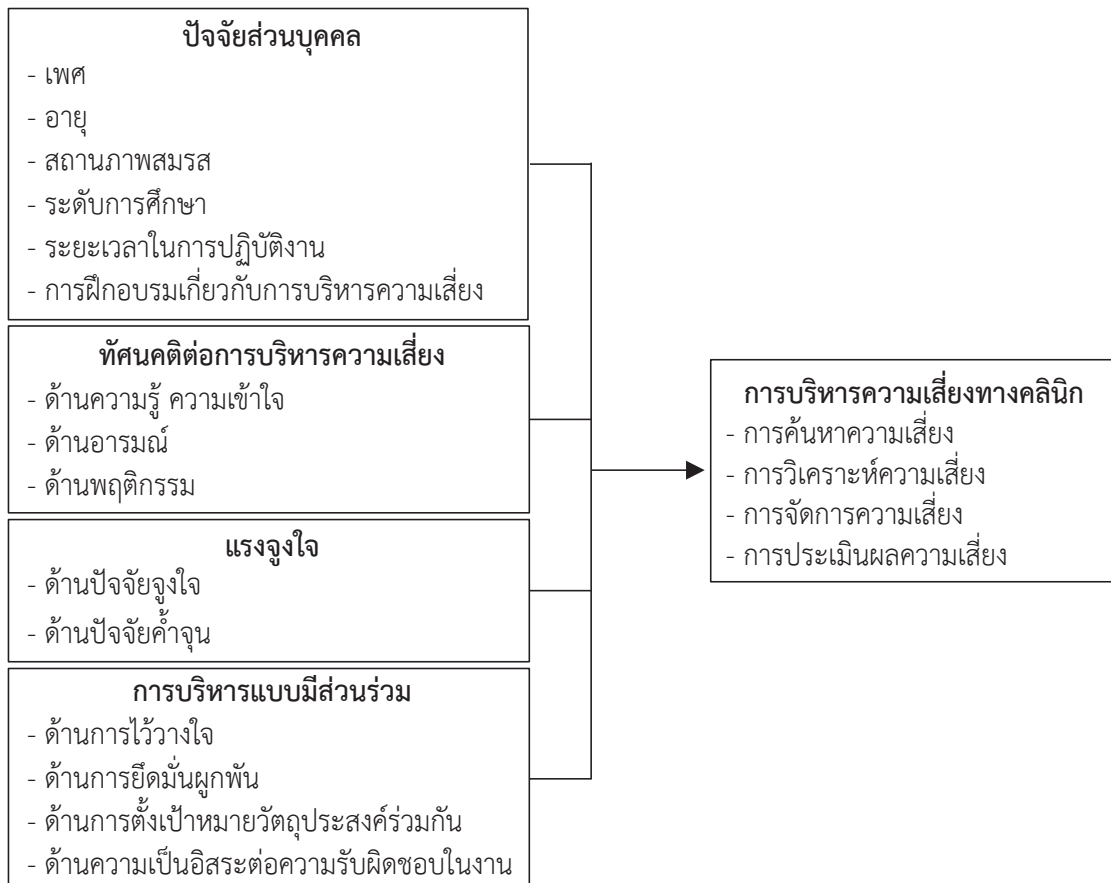 ปัจจัยส่วนบุคคล
- เพศ
- อายุ
- สถานภาพสมรส
- ระดับการศึกษา
- ระยะเวลาในการปฏิบัติงาน
- การฝึกอบรมเกี่ยวกับการบริหารความเสี่ยง
ทัศนคติต่อการบริหารความเสี่ยง
- ด้านความรู้ ความเข้าใจ
- ด้านอารมณ์
- ด้านพฤติกรรม
แรงจูงใจ
- ด้านปัจจัยจูงใจ
- ด้านปัจจัยค้ำจุน
การบริหารแบบมีส่วนร่วม
- ด้านการไว้วางใจ
- ด้านการยึดมั่นผูกพัน
- ด้านการตั้งเป้าหมายวัตถุประสงค์ร่วมกัน
- ด้านความเป็นอิสระต่อความรับผิดชอบในงาน
การบริหารความเสี่ยงทางคลินิก
- การค้นหาความเสี่ยง
- การวิเคราะห์ความเสี่ยง
- การจัดการความเสี่ยง
- การประเมินผลความเสี่ยง